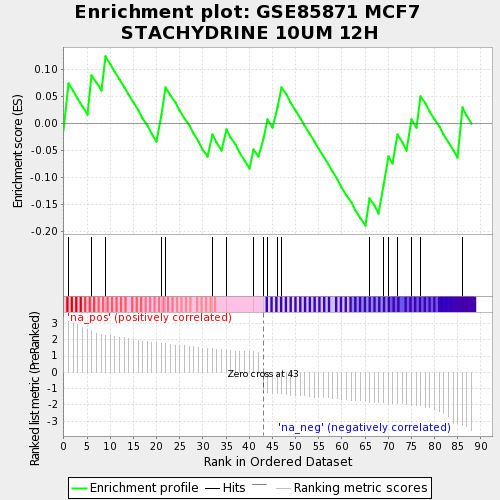 Enrichment plot: GSE85871 MCF7
STACHYDRINE 10UM 12H
Enrichment score (ES)
0.10
0.05
0.00
-0.05
-0.10
-0.15
-0.20
'na_pos' (positively correlated)
Ranked list metric (PreRanked)
3
2
1
0
-1
-2
-3
Zero cross at 43
'na_neg' (negatively correlated)
0 5 10 15 20 25 30 35 40 45 50 55 60 65 70 75 80 85 90
Rank in Ordered Dataset
Enrichment profile Hits Ranking metric scores